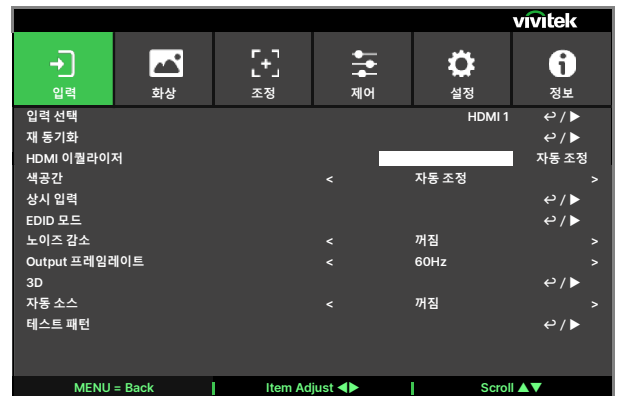 vivitek
입력 화상 조정 제어 설정 정보
입력 선택 HDMI 1 ↩ / ▶
재 동기화 ↩ / ▶
HDMI 이퀄라이저 자동 조정
색공간 < 자동 조정 >
상시 입력 ↩ / ▶
EDID 모드 ↩ / ▶
노이즈 감소 < 꺼짐 >
Output 프레임레이트 < 60Hz >
3D ↩ / ▶
자동 소스 < 꺼짐 >
테스트 패턴 ↩ / ▶
MENU = Back Item Adjust ◀▶ Scroll ▲▼